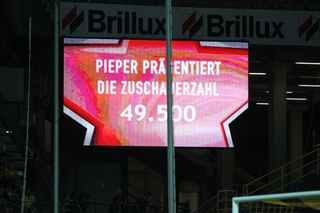 Brillux
Brillux
PIEPER PRÄSENTIERT
DIE ZUSCHAUERZAHL
49.500